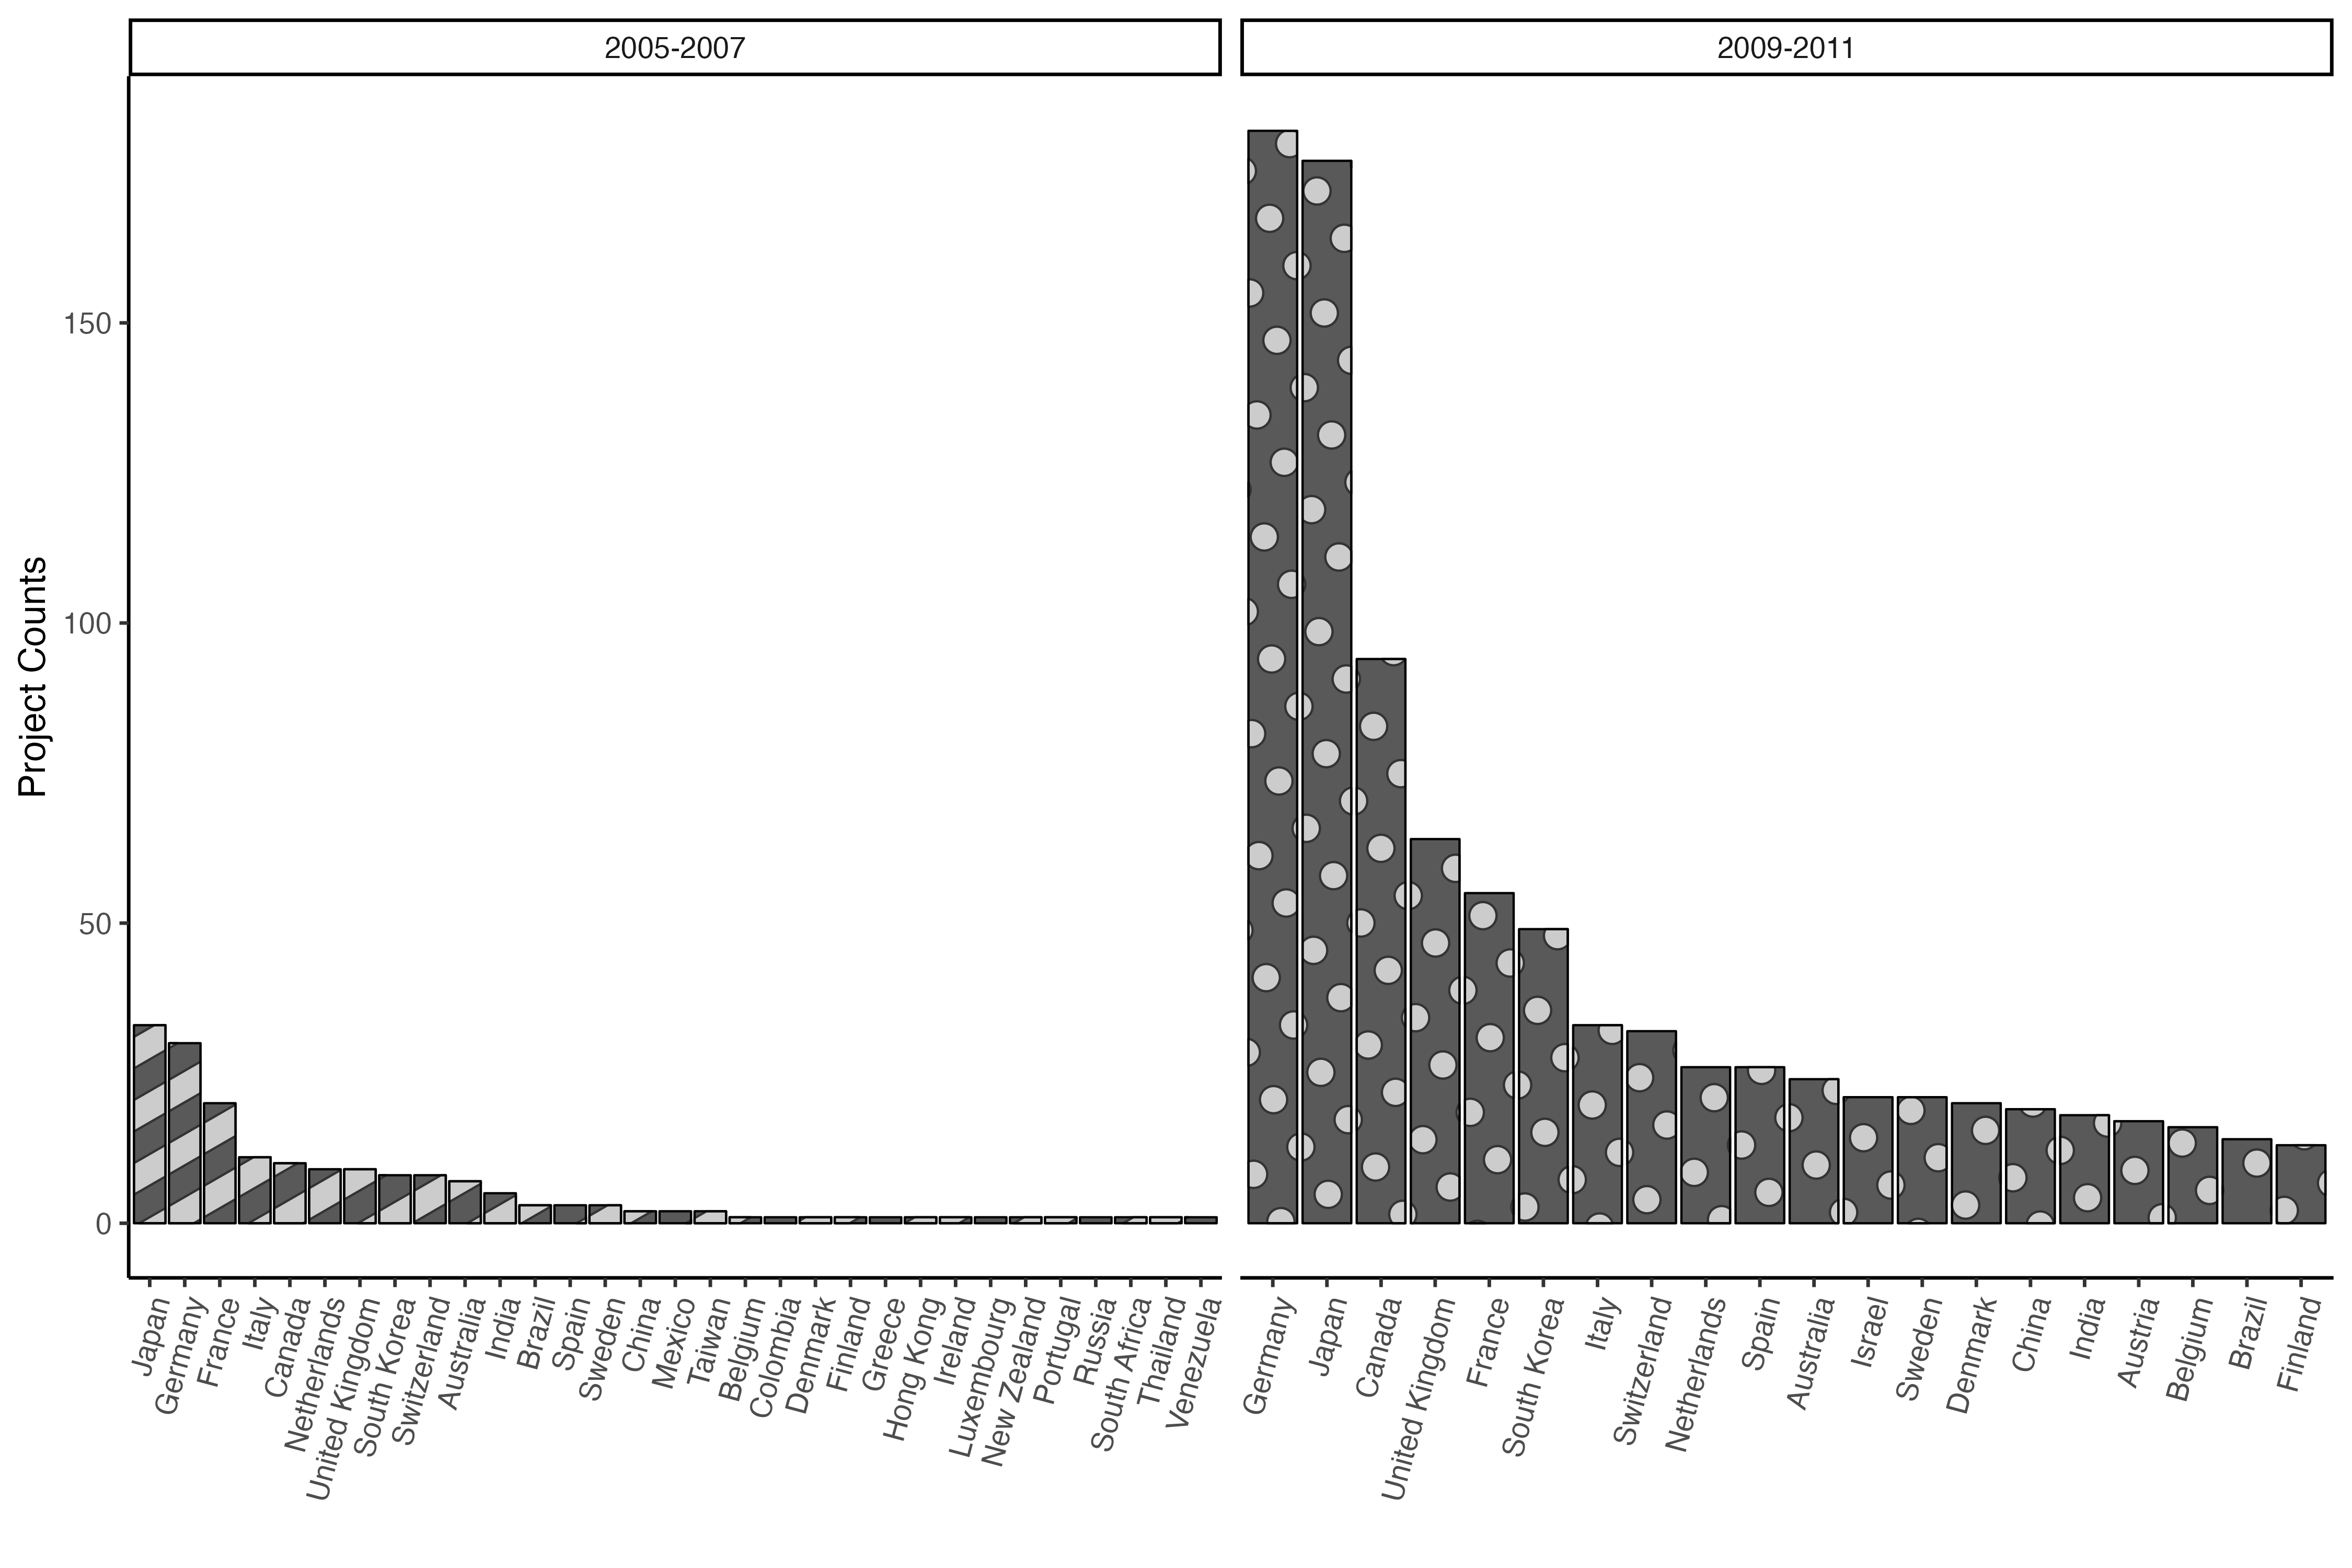 2005-2007
2009-2011
Project Counts
150
100
50
0
Japan
Germany
France
Italy
Canada
Netherlands
United Kingdom
South Korea
Switzerland
Australia
India
Brazil
Spain
Sweden
China
Mexico
Taiwan
Belgium
Colombia
Denmark
Finland
Greece
Hong Kong
Ireland
Luxembourg
New Zealand
Portugal
Russia
South Africa
Thailand
Venezuela
Germany
Japan
Canada
United Kingdom
France
South Korea
Italy
Switzerland
Netherlands
Spain
Australia
Israel
Sweden
Denmark
China
India
Austria
Belgium
Brazil
Finland